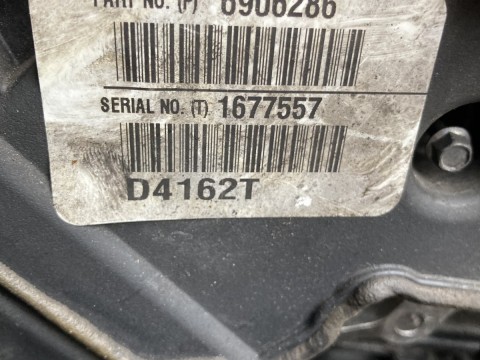 PART NO. (P) 6906286
SERIAL NO. (T) 1677557
D4162T